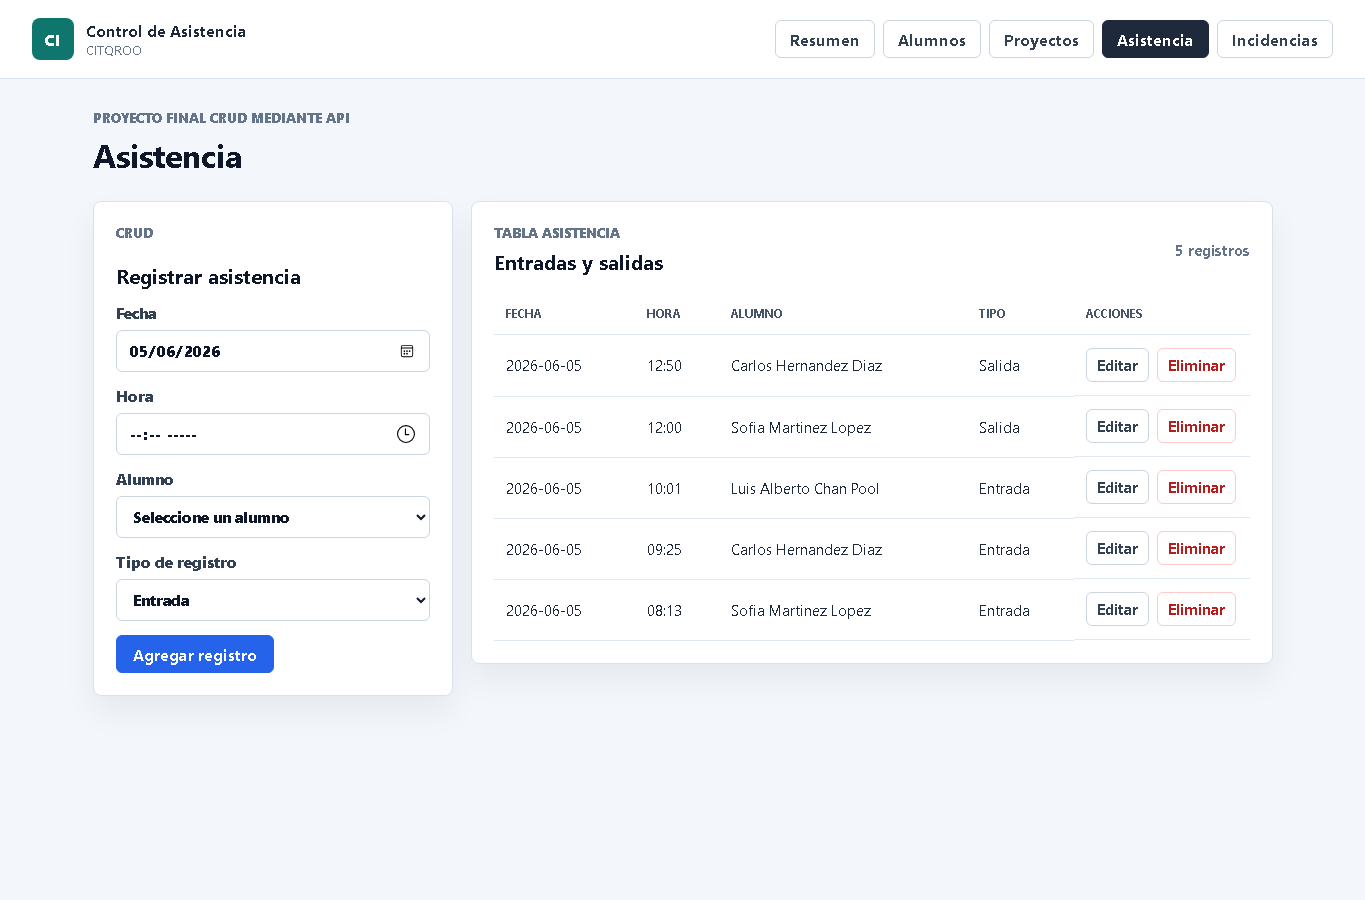 CI
Control de Asistencia
CITQROO
Resumen
Alumnos
Proyectos
Asistencia
Incidencias
PROYECTO FINAL CRUD MEDIANTE API
Asistencia
CRUD
Registrar asistencia
Fecha
05/06/2026
Hora
--:-- -----
Alumno
Seleccione un alumno
Tipo de registro
Entrada
Agregar registro
TABLA ASISTENCIA
Entradas y salidas
5 registros
FECHA HORA ALUMNO TIPO ACCIONES
2026-06-05 12:50 Carlos Hernandez Diaz Salida Editar Eliminar
2026-06-05 12:00 Sofia Martinez Lopez Salida Editar Eliminar
2026-06-05 10:01 Luis Alberto Chan Pool Entrada Editar Eliminar
2026-06-05 09:25 Carlos Hernandez Diaz Entrada Editar Eliminar
2026-06-05 08:13 Sofia Martinez Lopez Entrada Editar Eliminar